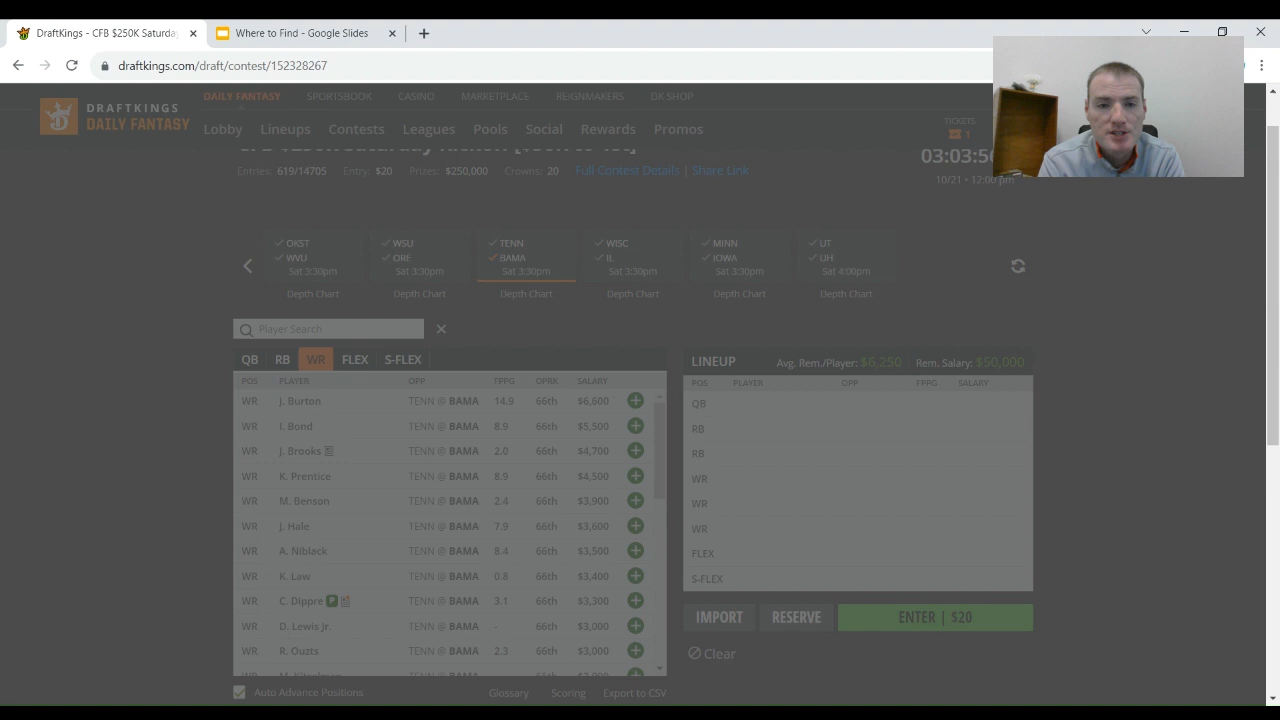 DraftKings - CFB $250K Saturda
Where to Find - Google Slides
draftkings.com/draft/contest/152328267
DRAFTKINGS
DAILY FANTASY
DAILY FANTASY SPORTSBOOK CASINO MARKETPLACE REIGNMAKERS DK SHOP
Lobby Lineups Contests Leagues Pools Social Rewards Promos
TICKETS
1
Entries: 619/14705 Entry: $20 Prizes: $250,000 Crowns: 20 Full Contest Details | Share Link
10/21 • 12:00 pm
OKST WSU TENN WISC MINN UT
WVU ORE BAMA IL IOWA UH
Sat 3:30pm Sat 3:30pm Sat 3:30pm Sat 3:30pm Sat 3:30pm Sat 4:00pm
Depth Chart Depth Chart Depth Chart Depth Chart Depth Chart Depth Chart
Player Search
QB RB WR FLEX S-FLEX
POS PLAYER OPP TFPG OPRK SALARY
WR J. Burton TENN @ BAMA 14.9 66th $6,600
WR I. Bond TENN @ BAMA 8.9 66th $5,500
WR J. Brooks TENN @ BAMA 2.0 66th $4,700
WR K. Prentice TENN @ BAMA 8.9 66th $4,500
WR M. Benson TENN @ BAMA 2.4 66th $3,900
WR J. Hale TENN @ BAMA 7.9 66th $3,600
WR A. Niblack TENN @ BAMA 8.4 66th $3,500
WR K. Law TENN @ BAMA 0.8 66th $3,400
WR C. Dippre P TENN @ BAMA 3.1 66th $3,300
WR D. Lewis Jr. TENN @ BAMA - 66th $3,000
WR R. Ouzts TENN @ BAMA 2.3 66th $3,000
Auto Advance Positions Glossary Scoring Export to CSV
LINEUP Avg. Rem./Player: $6,250 Rem. Salary: $50,000
POS PLAYER OPP FPPG SALARY
QB
RB
RB
WR
WR
WR
FLEX
S-FLEX
IMPORT RESERVE ENTER | $20
Clear